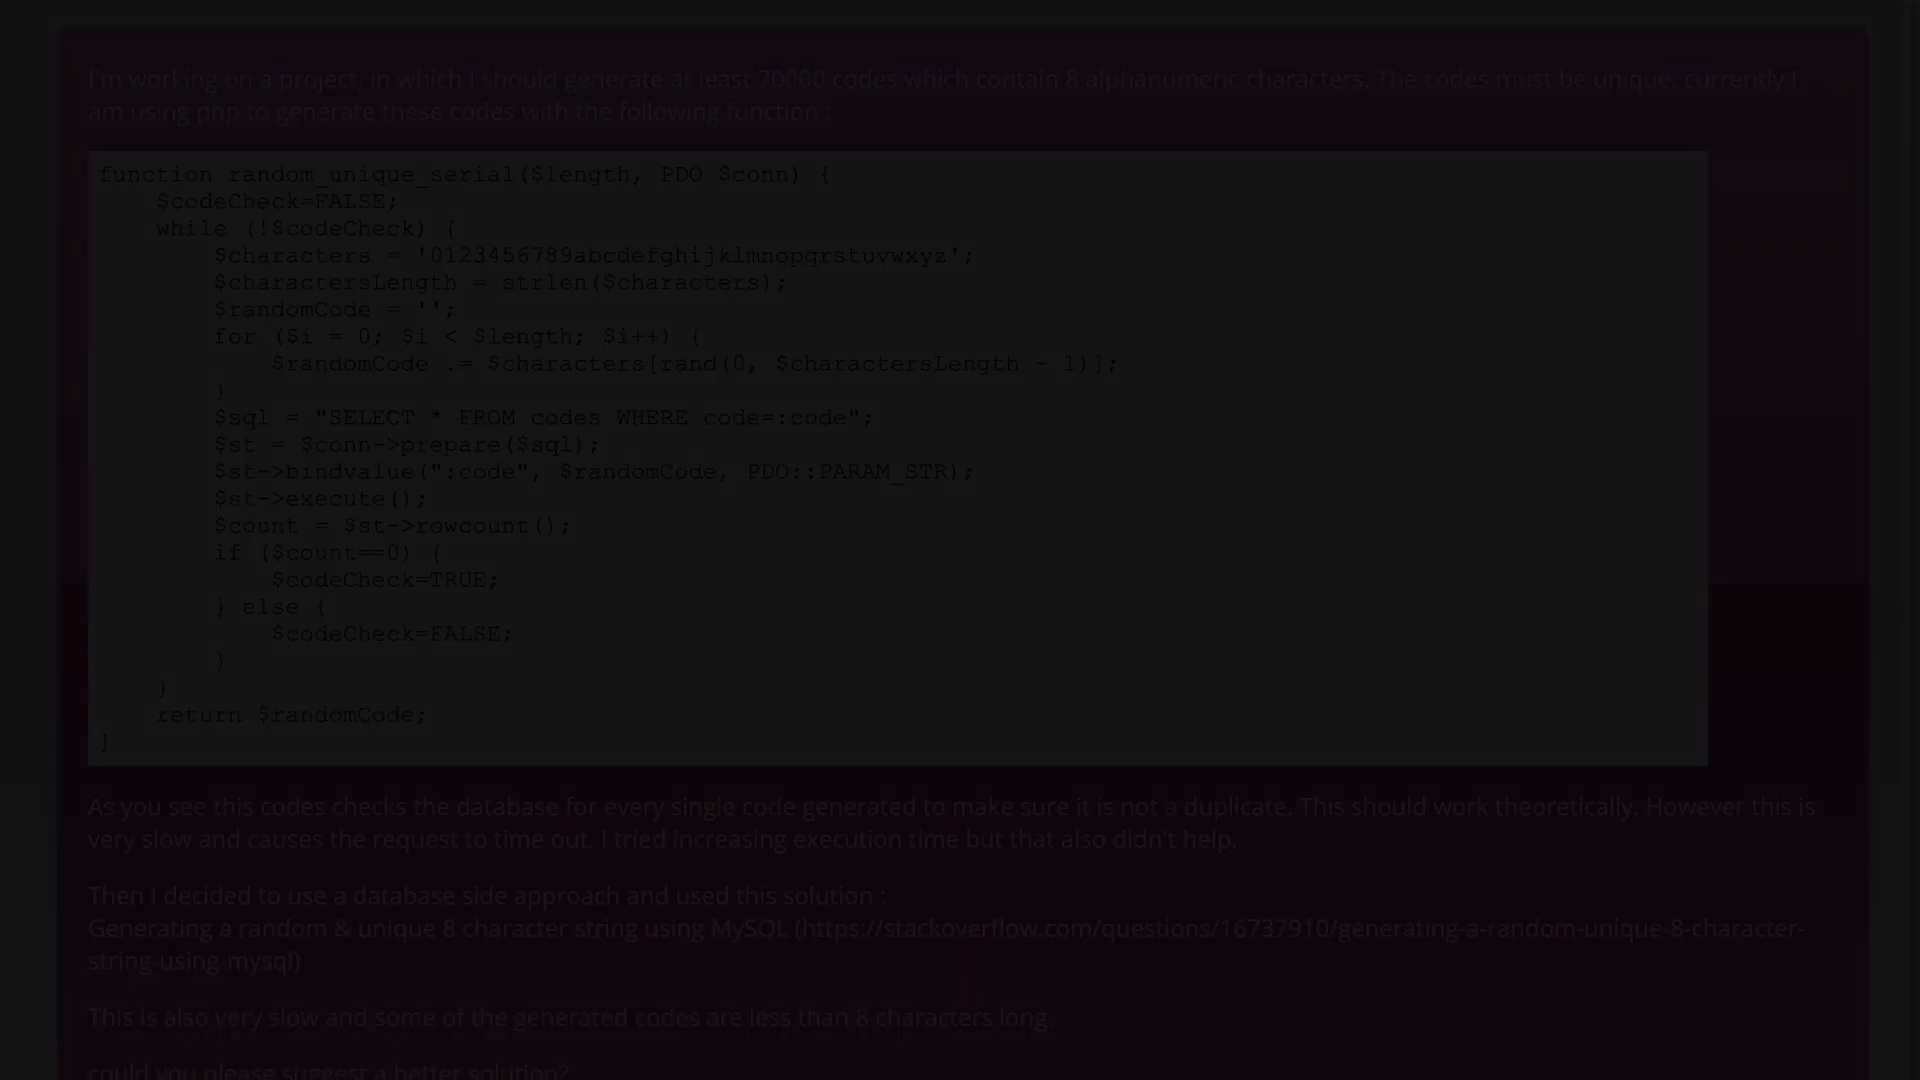 I'm working on a project, in which I should generate at least 70000 codes which contain 8 alphanumeric characters. The codes must be unique. currently I
am using php to generate these codes with the following function :
function random_unique_serial($length, PDO $conn) {
    $codeCheck=FALSE;
    while (!$codeCheck) {
        $characters = '0123456789abcdefghijklmnopqrstuvwxyz';
        $charactersLength = strlen($characters);
        $randomCode = '';
        for ($i = 0; $i < $length; $i++) {
            $randomCode .= $characters[rand(0, $charactersLength - 1)];
        }
        $sql = "SELECT * FROM codes WHERE code=:code";
        $st = $conn->prepare($sql);
        $st->bindvalue(":code", $randomCode, PDO::PARAM_STR);
        $st->execute();
        $count = $st->rowcount();
        if ($count==0) {
            $codeCheck=TRUE;
        } else {
            $codeCheck=FALSE;
        }
    }
    return $randomCode;
}
As you see this codes checks the database for every single code generated to make sure it is not a duplicate. This should work theoretically. However this is
very slow and causes the request to time out. I tried increasing execution time but that also didn't help.
Then I decided to use a database side approach and used this solution :
Generating a random & unique 8 character string using MySQL (https://stackoverflow.com/questions/16737910/generating-a-random-unique-8-character-
string-using-mysql)
This is also very slow and some of the generated codes are less than 8 characters long.
could you please suggest a better solution?